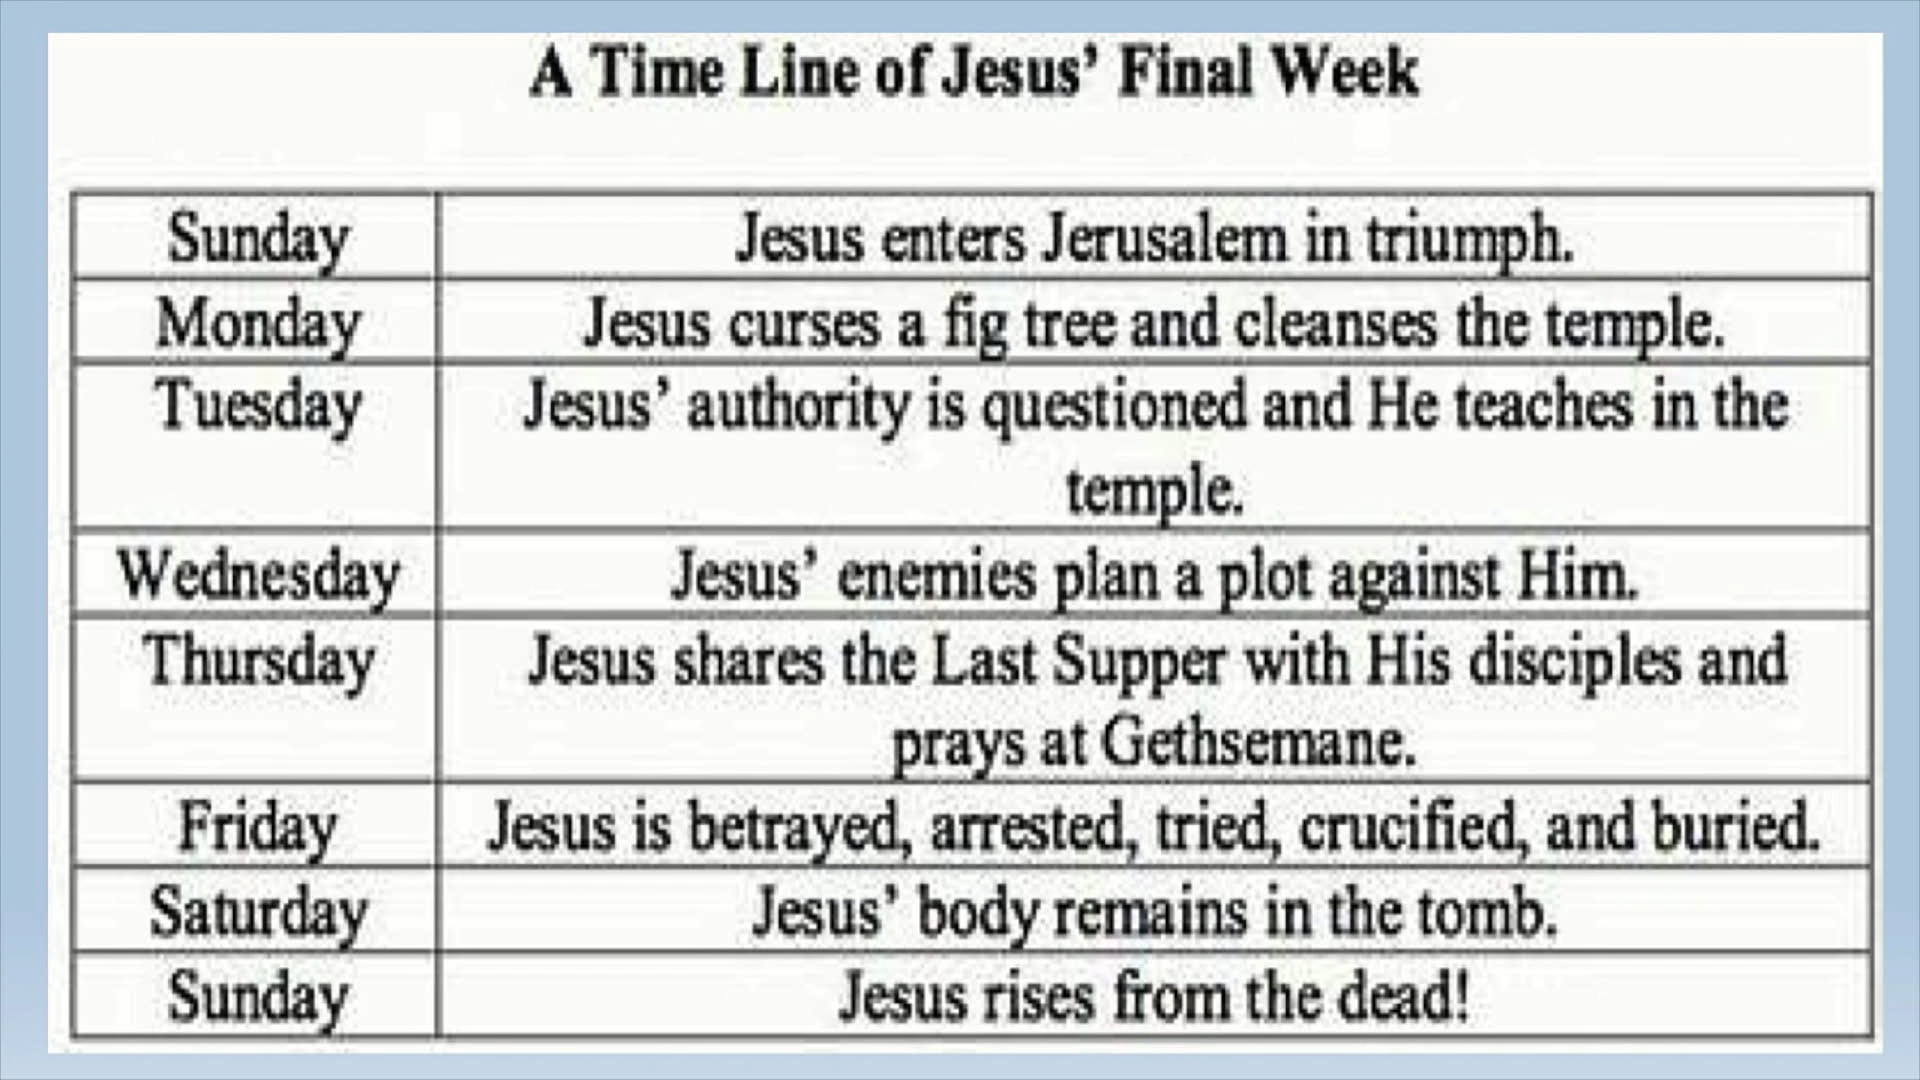 A Time Line of Jesus’ Final Week
Sunday Jesus enters Jerusalem in triumph.
Monday Jesus curses a fig tree and cleanses the temple.
Tuesday Jesus’ authority is questioned and He teaches in the
temple.
Wednesday Jesus’ enemies plan a plot against Him.
Thursday Jesus shares the Last Supper with His disciples and
prays at Gethsemane.
Friday Jesus is betrayed, arrested, tried, crucified, and buried.
Saturday Jesus’ body remains in the tomb.
Sunday Jesus rises from the dead!